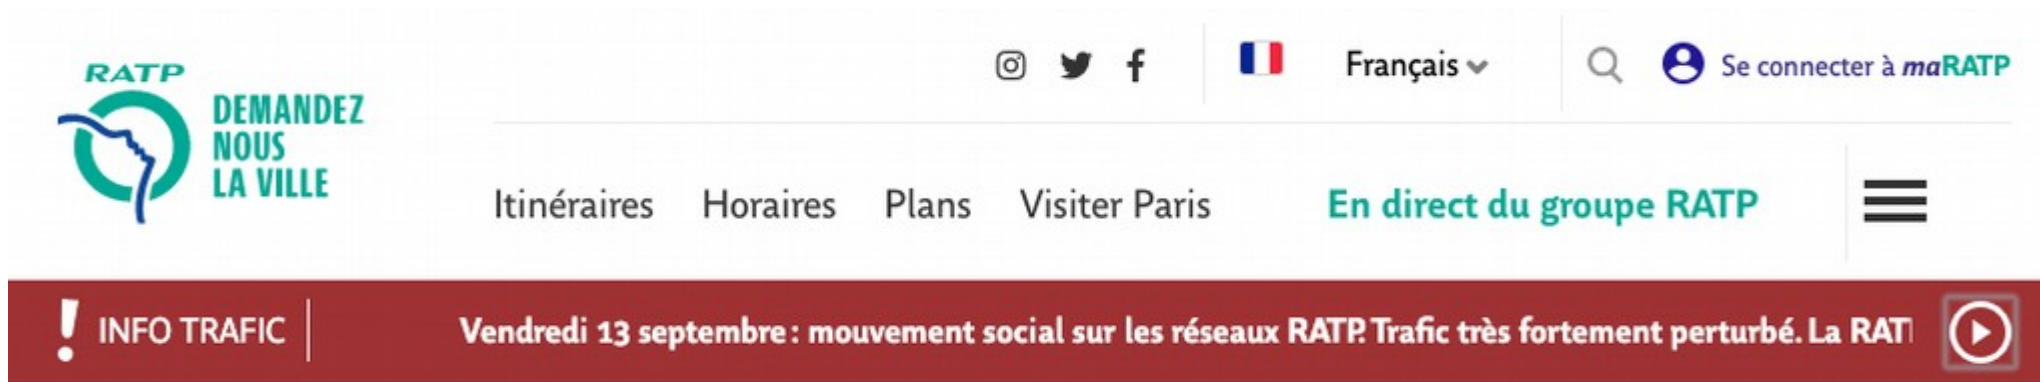 RATP
DEMANDEZ
NOUS
LA VILLE
Français
Se connecter à maRATP
Itinéraires Horaires Plans Visiter Paris En direct du groupe RATP
! INFO TRAFIC
Vendredi 13 septembre : mouvement social sur les réseaux RATP. Trafic très fortement perturbé. La RAT